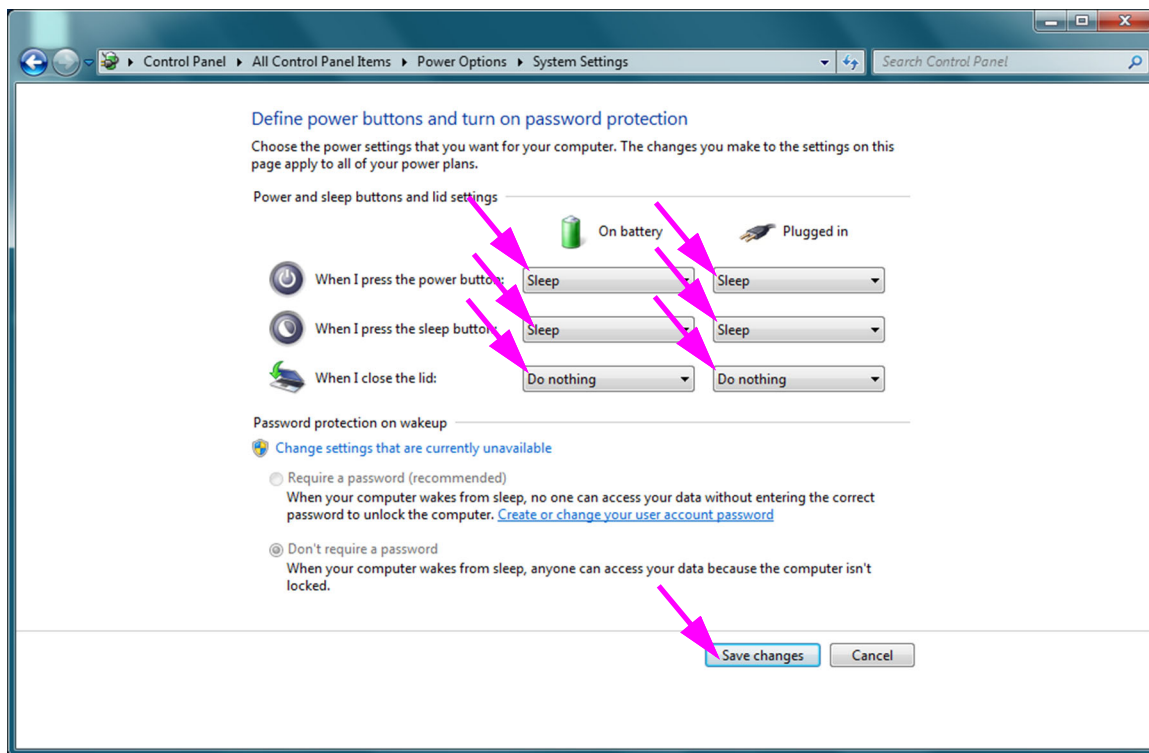 Control Panel ▸ All Control Panel Items ▸ Power Options ▸ System Settings
Search Control Panel
Define power buttons and turn on password protection
Choose the power settings that you want for your computer. The changes you make to the settings on this
page apply to all of your power plans.
Power and sleep buttons and lid settings
On battery
Plugged in
When I press the power button:
Sleep
Sleep
When I press the sleep button:
Sleep
Sleep
When I close the lid:
Do nothing
Do nothing
Password protection on wakeup
Change settings that are currently unavailable
Require a password (recommended)
When your computer wakes from sleep, no one can access your data without entering the correct
password to unlock the computer. Create or change your user account password
Don't require a password
When your computer wakes from sleep, anyone can access your data because the computer isn't
locked.
Save changes
Cancel